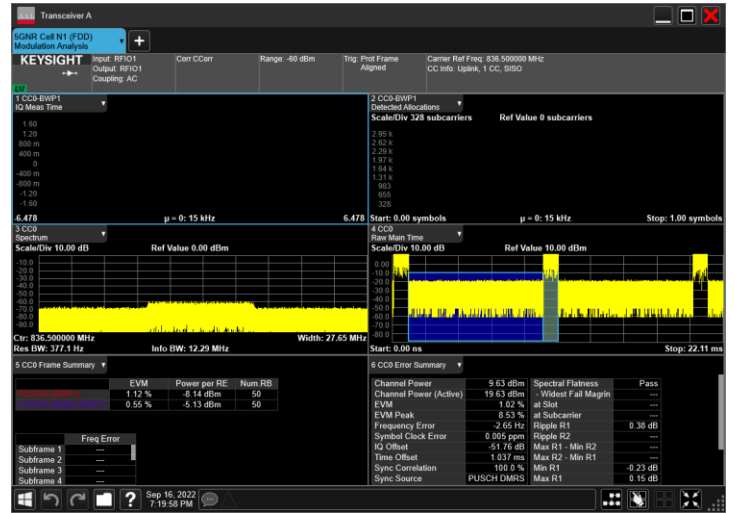 Transceiver A
5GNR Cell N1 (FDD)
Modulation Analysis
KEYSIGHT
LXI
Input: RFIO1
Output: RFIO1
Coupling: AC
Corr CCorr
Range: -60 dBm
Trig: Prot Frame
Aligned
Carrier Ref Freq: 836.500000 MHz
CC Info: Uplink, 1 CC, SISO
1 CC0-BWP1
IQ Meas Time
1.60
1.20
800 m
400 m
0
-400 m
-800 m
-1.20
-1.60
-6.478 μ = 0: 15 kHz 6.478
2 CC0-BWP1
Detected Allocations
Scale/Div 328 subcarriers Ref Value 0 subcarriers
2.95 k
2.62 k
2.29 k
1.97 k
1.64 k
1.31 k
983
655
328
Start: 0.00 symbols μ = 0: 15 kHz Stop: 1.00 symbols
3 CC0
Spectrum
Scale/Div 10.00 dB Ref Value 0.00 dBm
-10.0
-20.0
-30.0
-40.0
-50.0
-60.0
-70.0
-80.0
-90.0
Ctr: 836.500000 MHz Width: 27.65 MHz
Res BW: 377.1 Hz Info BW: 12.29 MHz
4 CC0
Raw Main Time
Scale/Div 10.00 dB Ref Value 10.00 dBm
0.00
-10.0
-20.0
-30.0
-40.0
-50.0
-60.0
-70.0
-80.0
Start: 0.00 ns Stop: 22.11 ms
5 CC0 Frame Summary
EVM Power per RE Num.RB
1.12 % -8.14 dBm 50
0.55 % -5.13 dBm 50
Freq Error
Subframe 1 ---
Subframe 2 ---
Subframe 3 ---
Subframe 4 ---
6 CC0 Error Summary
Channel Power 9.63 dBm Spectral Flatness Pass
Channel Power (Active) 19.63 dBm - Widest Fail Magrin ---
EVM 1.02 % at Slot ---
EVM Peak 8.53 % at Subcarrier ---
Frequency Error -2.65 Hz Ripple R1 0.38 dB
Symbol Clock Error 0.005 ppm Ripple R2 ---
IQ Offset -51.76 dB Max R1 - Min R2 ---
Time Offset 1.037 ms Max R2 - Min R1 ---
Sync Correlation 100.0 % Min R1 -0.23 dB
Sync Source PUSCH DMRS Max R1 0.15 dB
Sep 16, 2022
7:19:58 PM